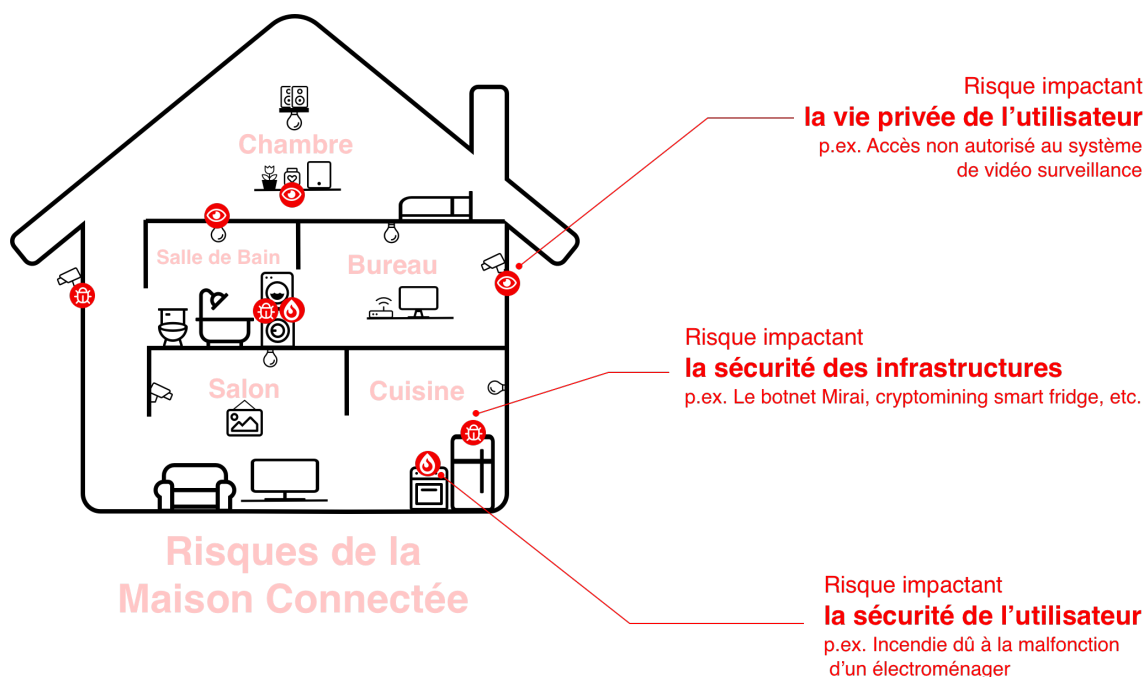 Chambre
Salle de Bain
Bureau
Salon
Cuisine
Risques de la
Maison Connectée
Risque impactant
la vie privée de l'utilisateur
p.ex. Accès non autorisé au système
de vidéo surveillance
Risque impactant
la sécurité des infrastructures
p.ex. Le botnet Mirai, cryptomining smart fridge, etc.
Risque impactant
la sécurité de l'utilisateur
p.ex. Incendie dû à la malfonction
d'un électroménager